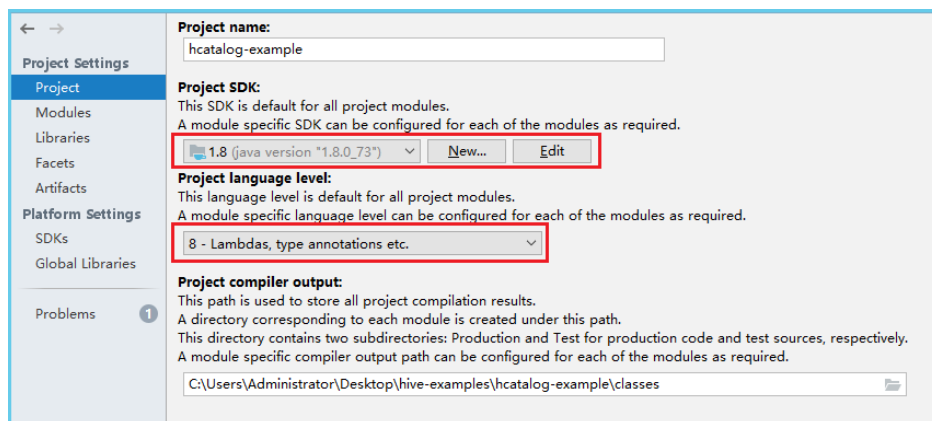 Project Settings
Project
Modules
Libraries
Facets
Artifacts
Platform Settings
SDKs
Global Libraries
Problems 1
Project name:
hcatalog-example
Project SDK:
This SDK is default for all project modules.
A module specific SDK can be configured for each of the modules as required.
1.8 (java version "1.8.0_73") New... Edit
Project language level:
This language level is default for all project modules.
A module specific language level can be configured for each of the modules as required.
8 - Lambdas, type annotations etc.
Project compiler output:
This path is used to store all project compilation results.
A directory corresponding to each module is created under this path.
This directory contains two subdirectories: Production and Test for production code and test sources, respectively.
A module specific compiler output path can be configured for each of the modules as required.
C:\Users\Administrator\Desktop\hive-examples\hcatalog-example\classes